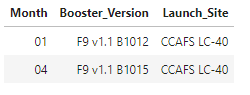 Month Booster_Version Launch_Site
01 F9 v1.1 B1012 CCAFS LC-40
04 F9 v1.1 B1015 CCAFS LC-40